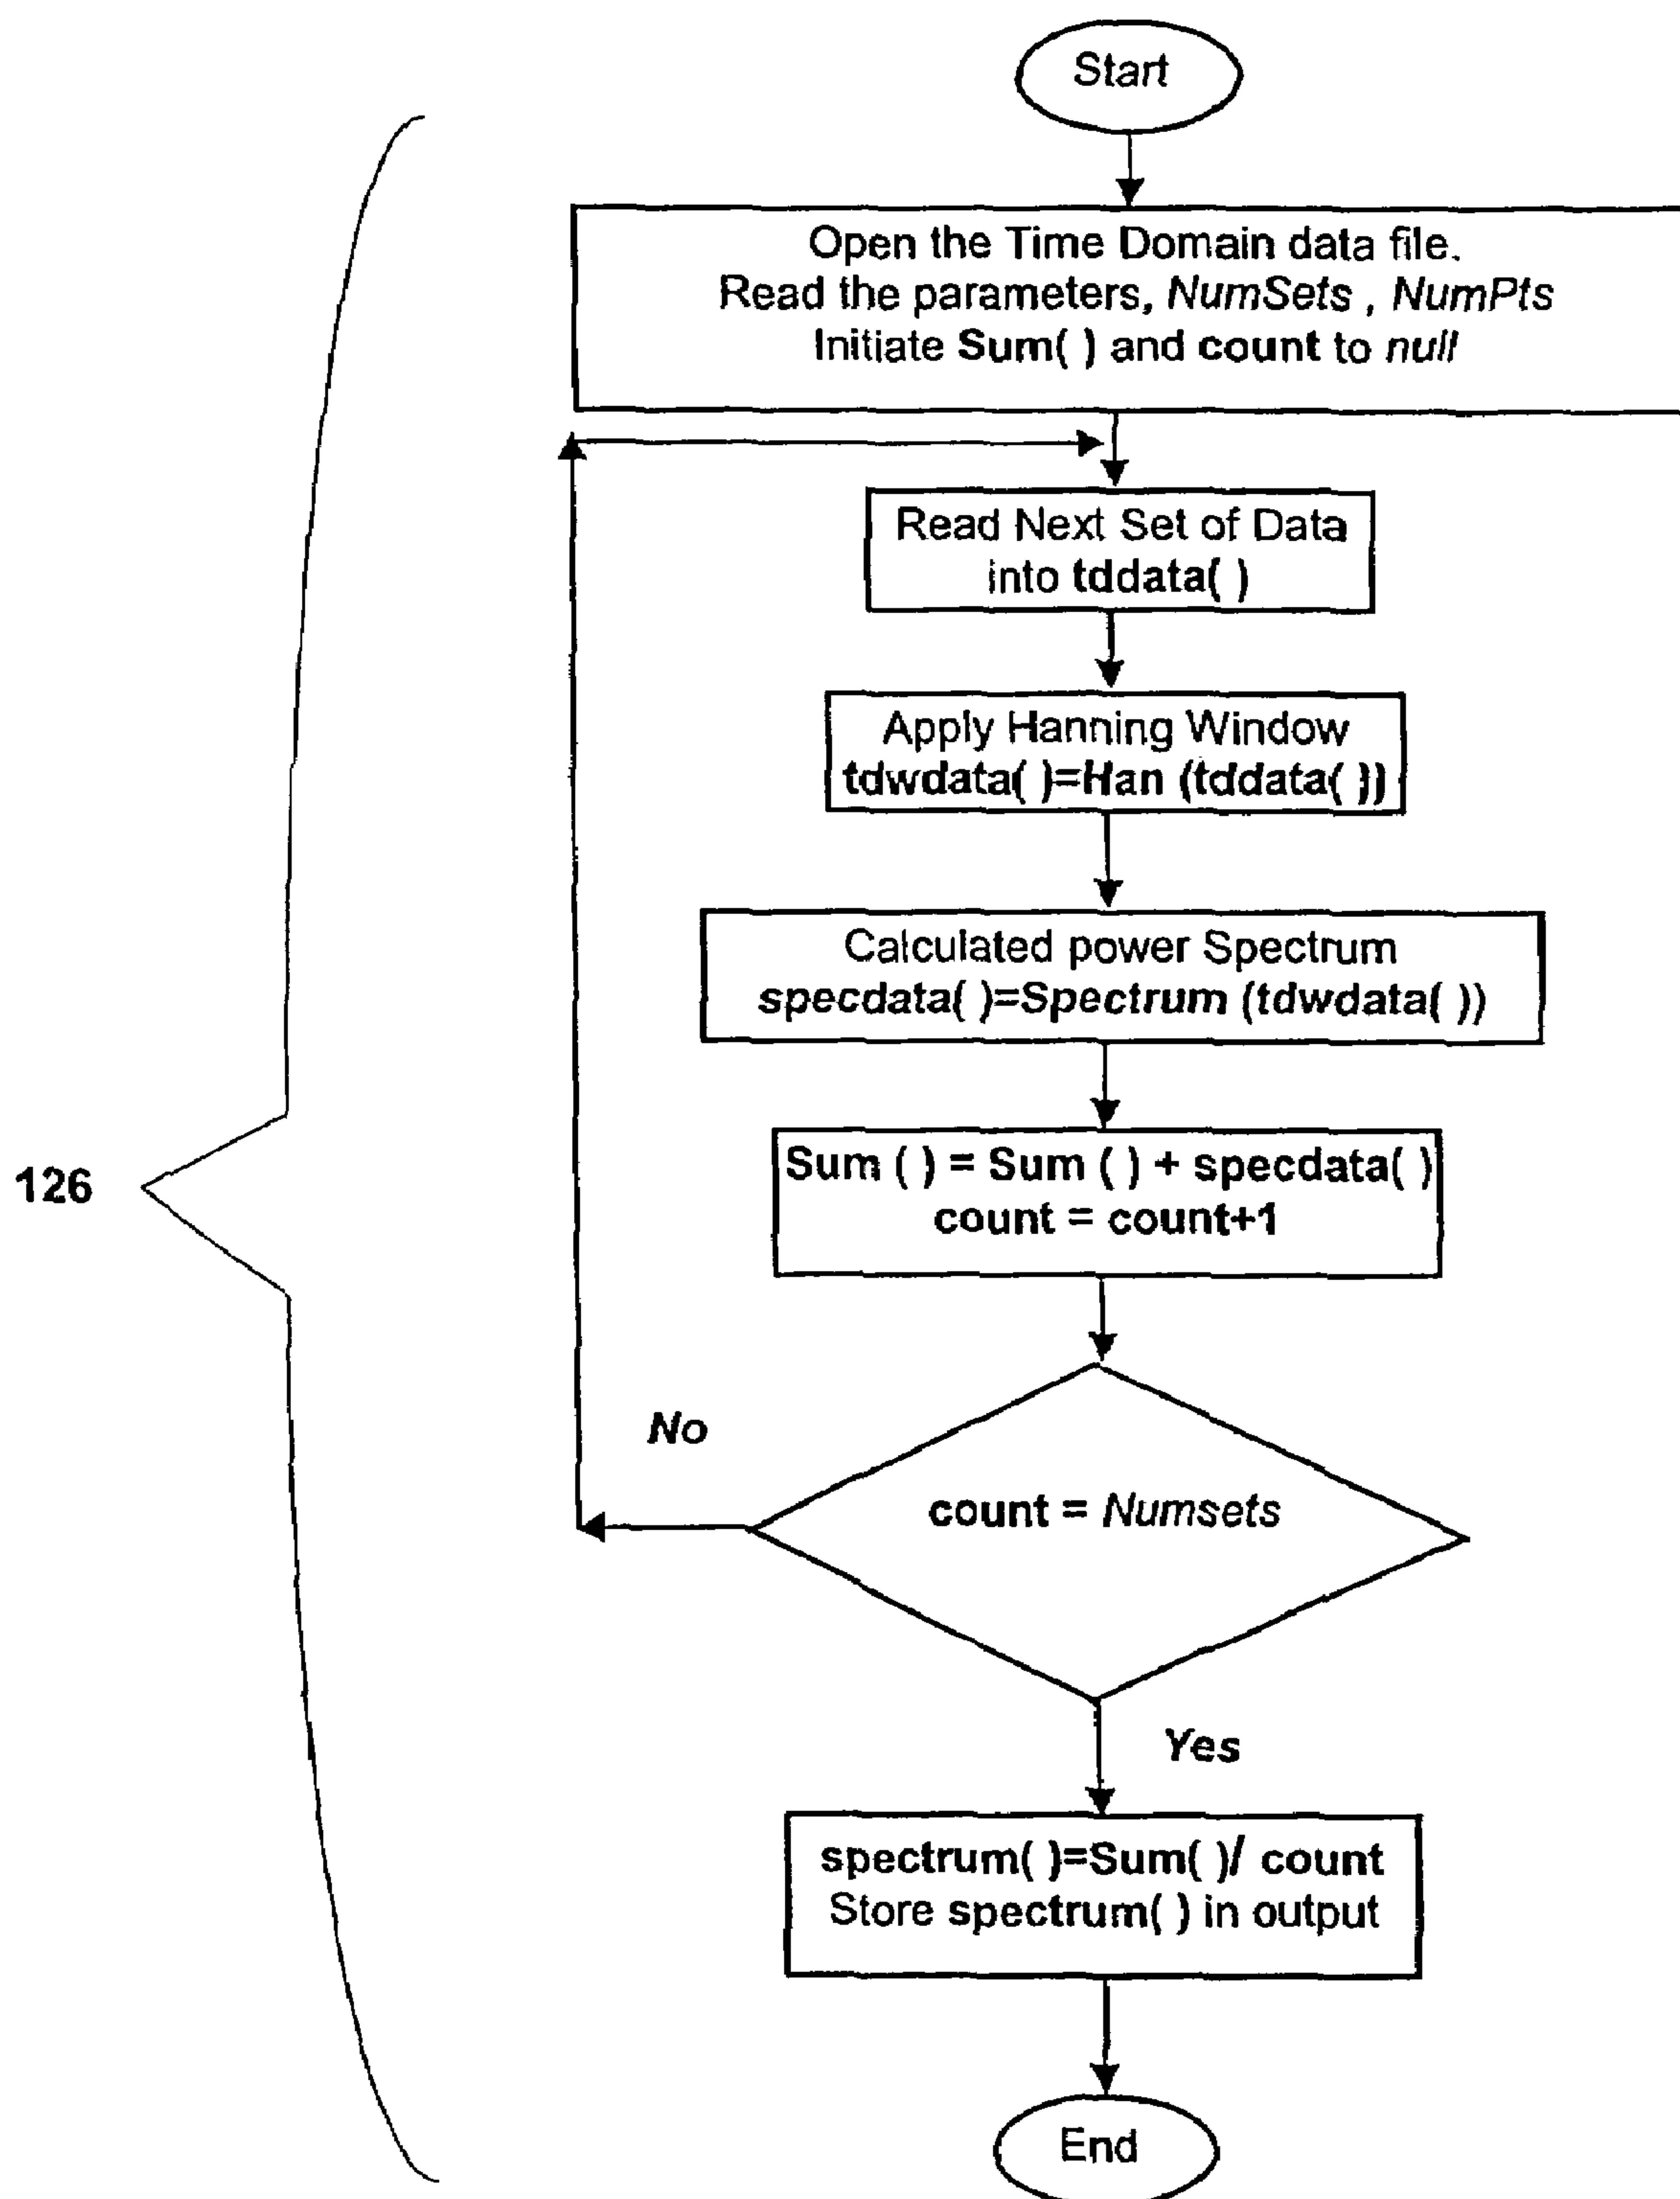 Start
Open the Time Domain data file.
Read the parameters, NumSets , NumPts
Initiate Sum( ) and count to null
Read Next Set of Data
into tddata( )
Apply Hanning Window
tdwdata( )=Han (tddata( ))
Calculated power Spectrum
specdata( )=Spectrum (tdwdata( ))
Sum ( ) = Sum ( ) + specdata( )
count = count+1
126
No
count = Numsets
Yes
spectrum( )=Sum( )/ count
Store spectrum( ) in output
End